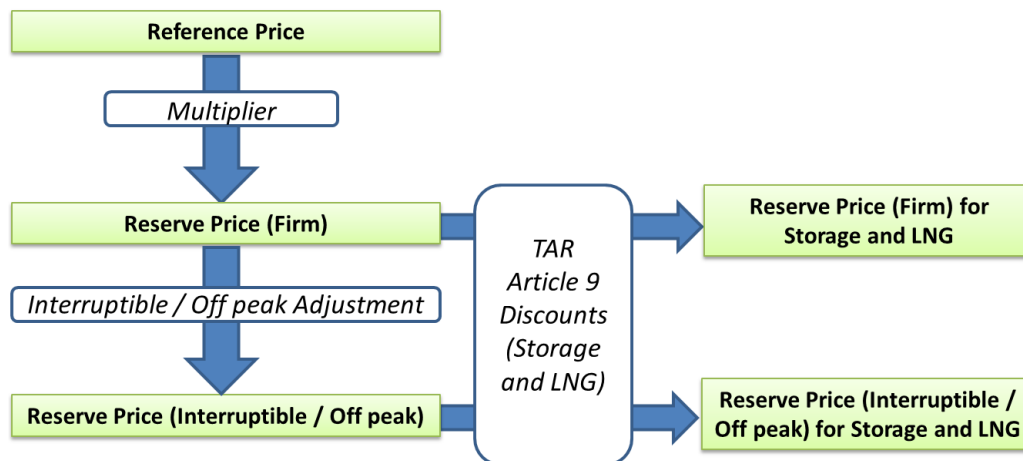 Reference Price
Multiplier
Reserve Price (Firm)
Interruptible / Off peak Adjustment
Reserve Price (Interruptible / Off peak)
TAR
Article 9
Discounts
(Storage
and LNG)
Reserve Price (Firm) for
Storage and LNG
Reserve Price (Interruptible /
Off peak) for Storage and LNG